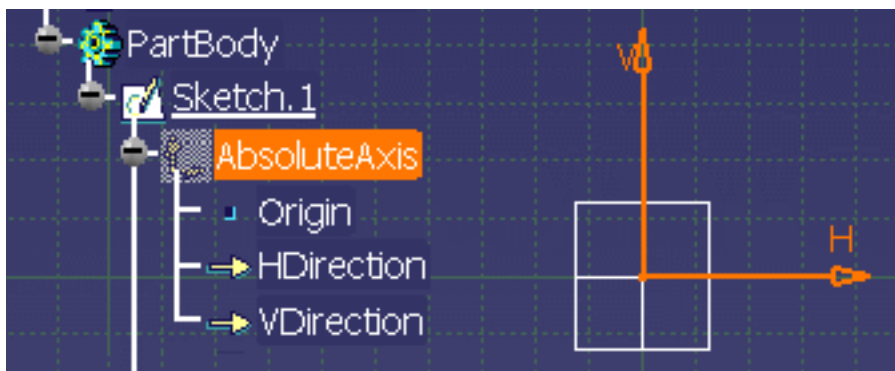 PartBody
Sketch.1
AbsoluteAxis
Origin
HDirection
VDirection
V
H